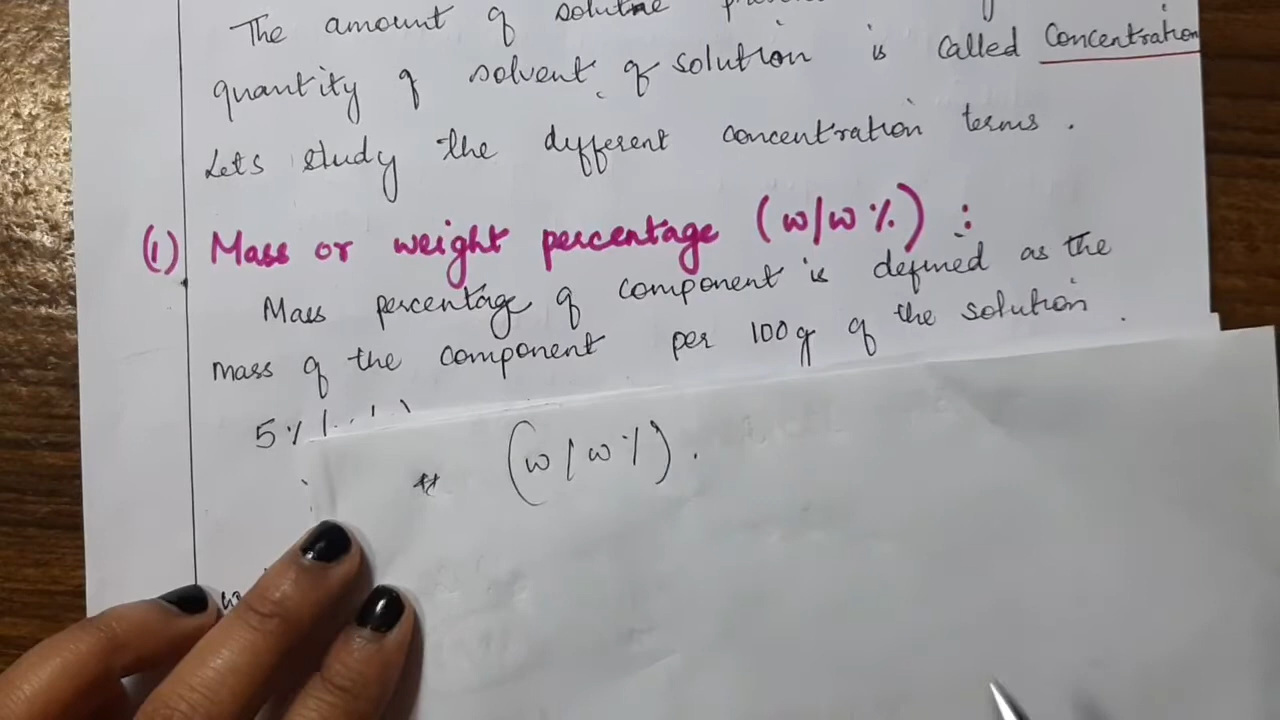 The amount of solute
quantity of solvent of solution is called Concentration
Lets study the different concentration terms.
(1) Mass or weight percentage (w/w %) :
Mass percentage of component is defined as the
mass of the component per 100g of the solution.
5%
(w/w%).